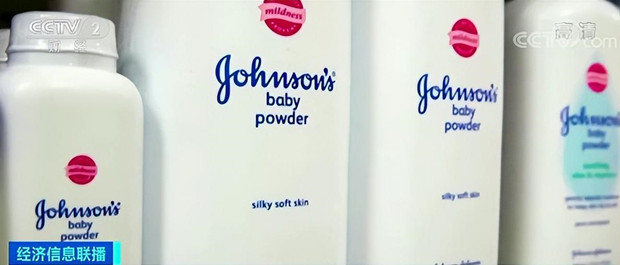 CCTV 2
财经
高清
CCTV.com
mildness
Johnson's®
baby
powder
silky soft skin
Johnson's
baby
powder
silky soft skin
Johnson's
baby
powder
Johnson's
baby
powder
经济信息联播